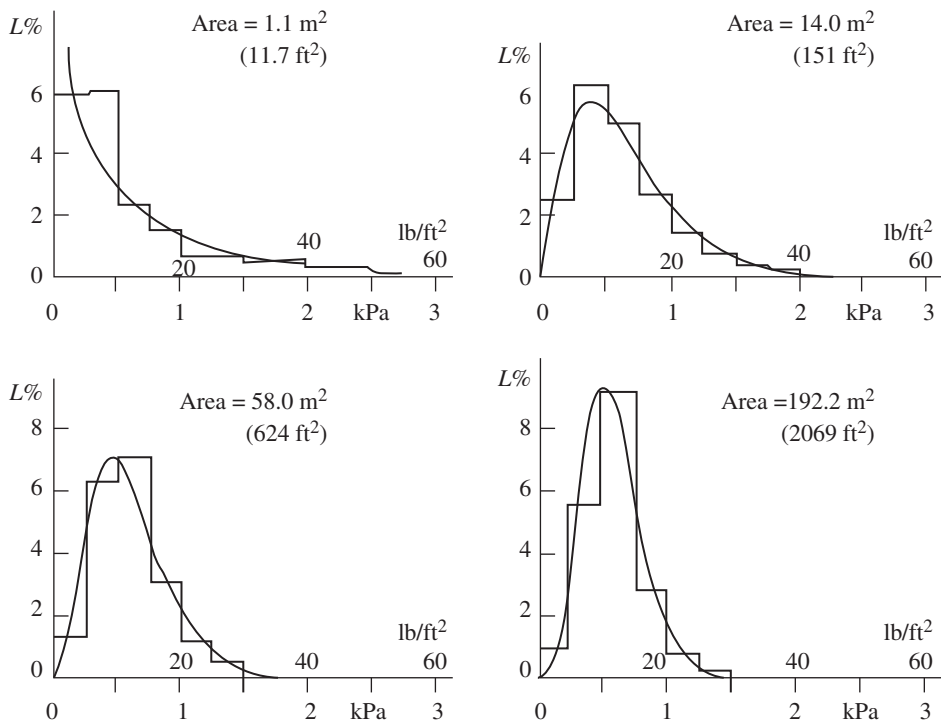 L%
Area = 1.1 m²
(11.7 ft²)
6
4
2
0
20
40
lb/ft²
60
0
1
2
kPa
3
L%
Area = 14.0 m²
(151 ft²)
6
4
2
0
20
40
lb/ft²
60
0
1
2
kPa
3
L%
Area = 58.0 m²
(624 ft²)
8
6
4
2
0
20
40
lb/ft²
60
0
1
2
kPa
3
L%
Area =192.2 m²
(2069 ft²)
8
6
4
2
0
20
40
lb/ft²
60
0
1
2
kPa
3